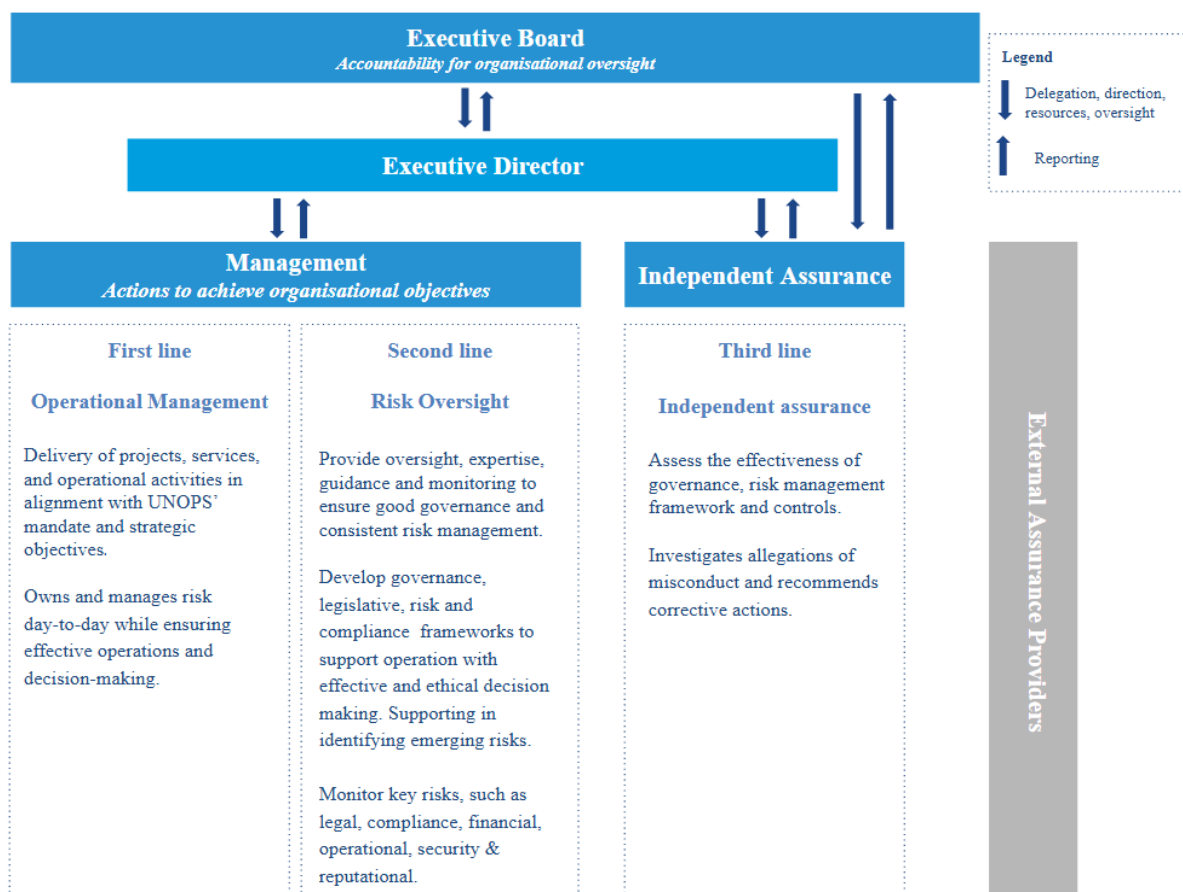 Executive Board
Accountability for organisational oversight
Legend
Delegation, direction,
resources, oversight
Reporting
Executive Director
Management
Actions to achieve organisational objectives
Independent Assurance
First line
Operational Management
Delivery of projects, services,
and operational activities in
alignment with UNOPS’
mandate and strategic
objectives.
Owns and manages risk
day-to-day while ensuring
effective operations and
decision-making.
Second line
Risk Oversight
Provide oversight, expertise,
guidance and monitoring to
ensure good governance and
consistent risk management.
Develop governance,
legislative, risk and
compliance frameworks to
support operation with
effective and ethical decision
making. Supporting in
identifying emerging risks.
Monitor key risks, such as
legal, compliance, financial,
operational, security &
reputational.
Third line
Independent assurance
Assess the effectiveness of
governance, risk management
framework and controls.
Investigates allegations of
misconduct and recommends
corrective actions.
External Assurance Providers